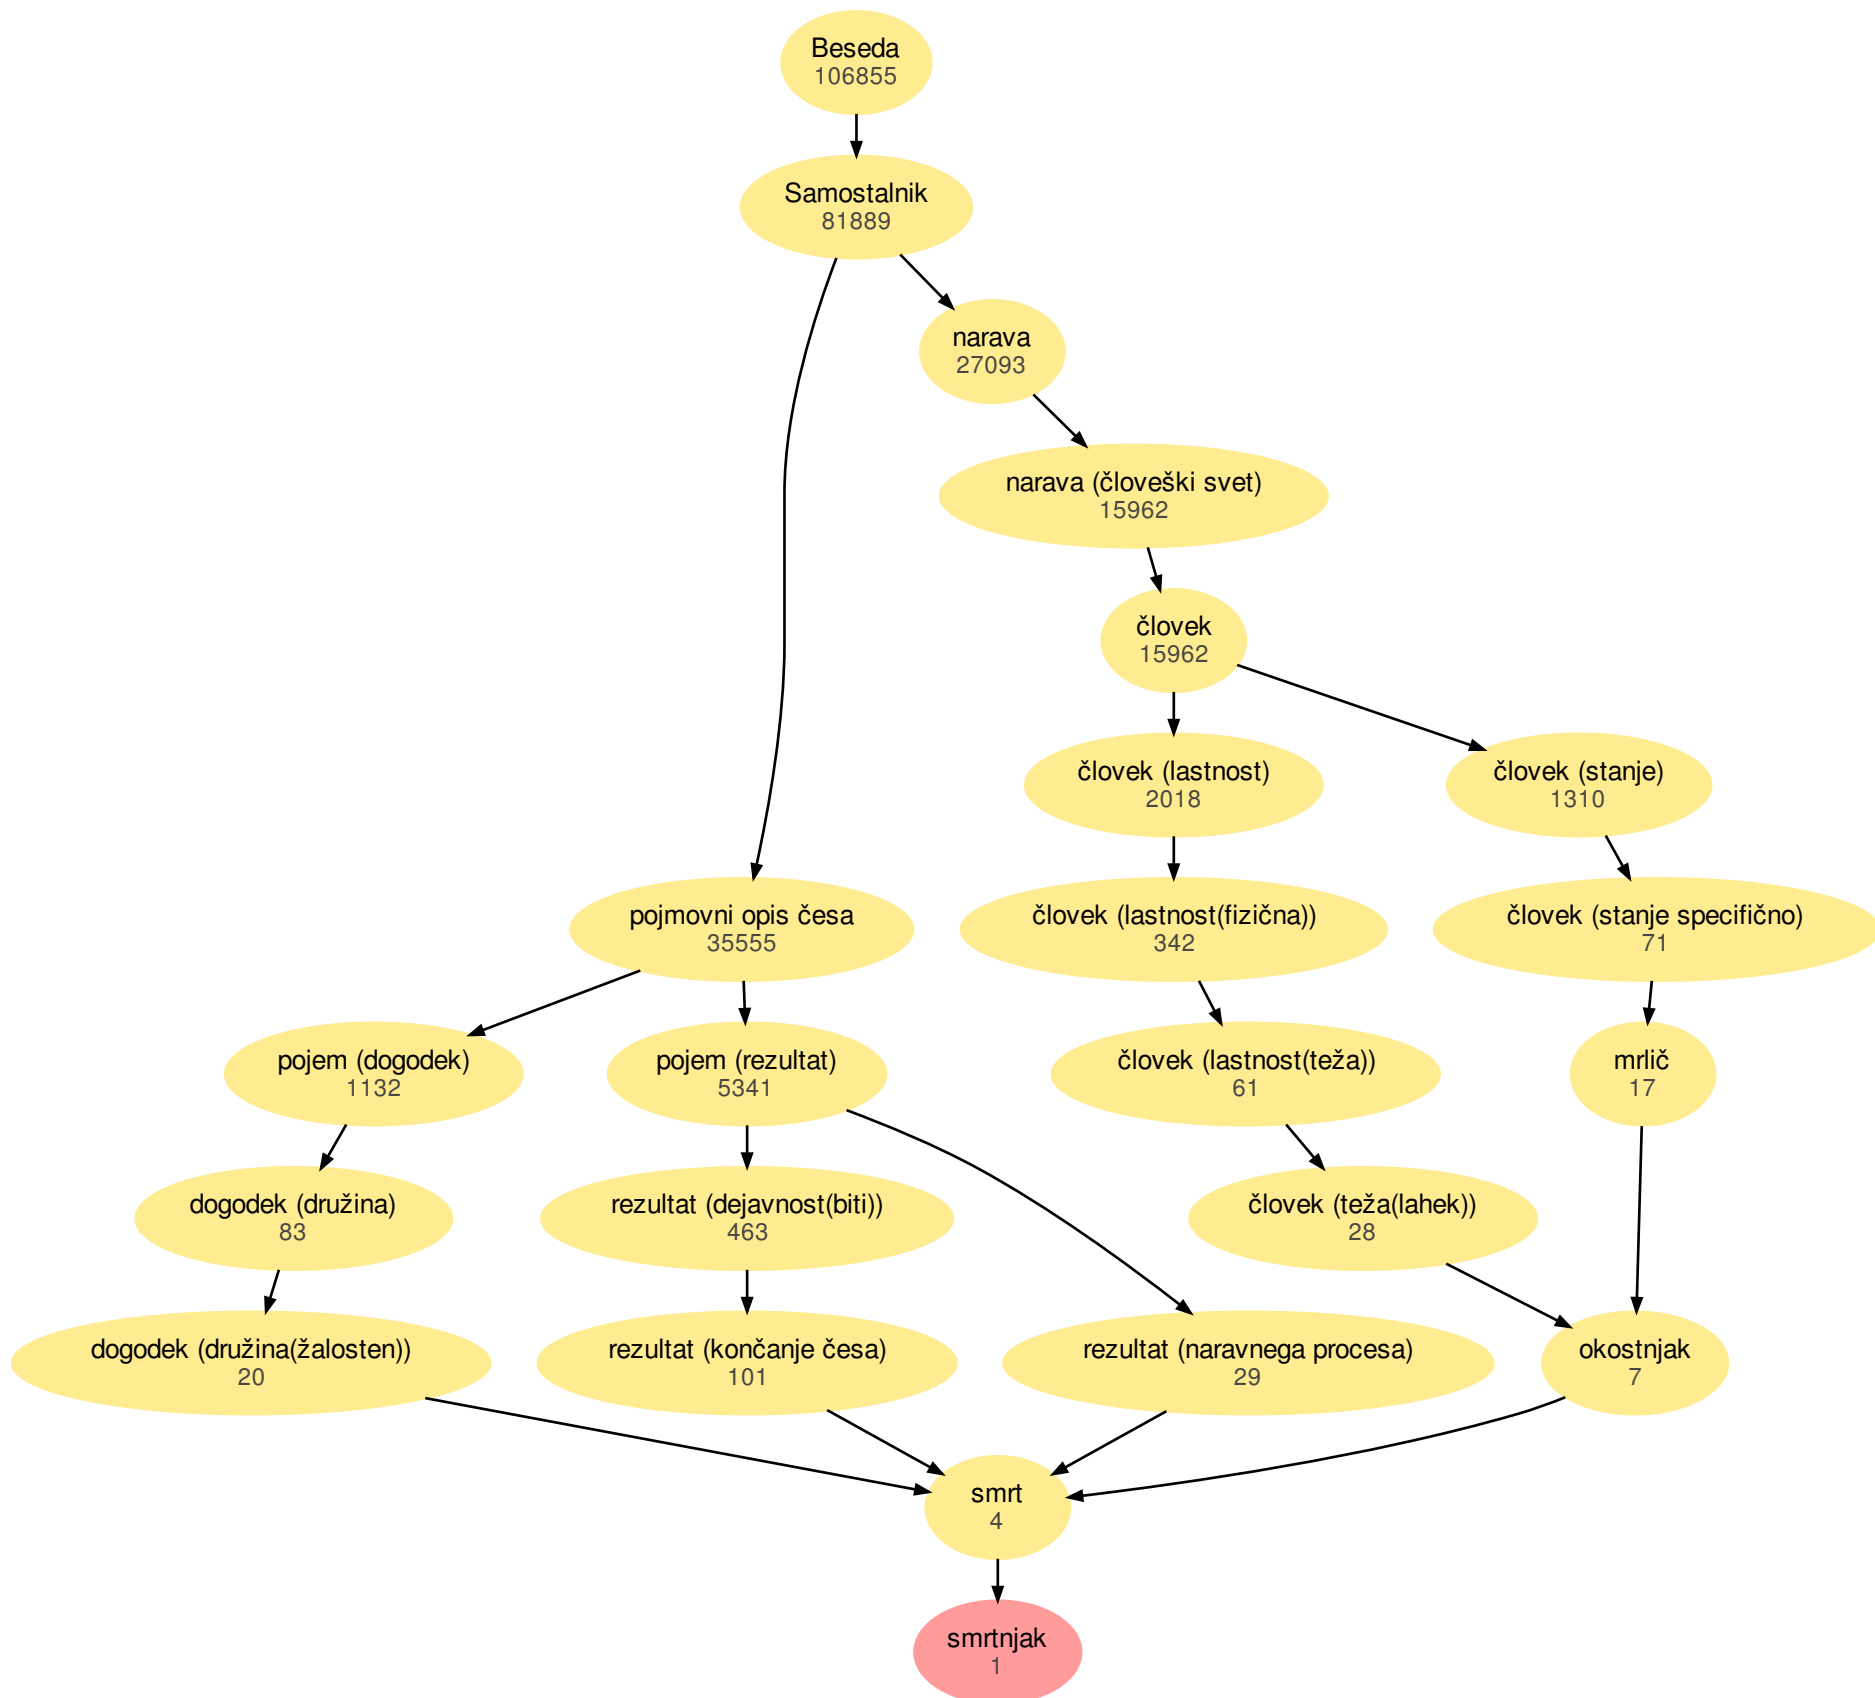 Beseda
106855
Samostalnik
81889
narava
27093
narava (človeški svet)
15962
človek
15962
človek (lastnost)
2018
človek (stanje)
1310
pojmovni opis česa
35555
človek (lastnost(fizična))
342
človek (stanje specifično)
71
pojem (dogodek)
1132
pojem (rezultat)
5341
človek (lastnost(teža))
61
mrlič
17
dogodek (družina)
83
rezultat (dejavnost(biti))
463
človek (teža(lahek))
28
dogodek (družina(žalosten))
20
rezultat (končanje česa)
101
rezultat (naravnega procesa)
29
okostnjak
7
smrt
4
smrtnjak
1